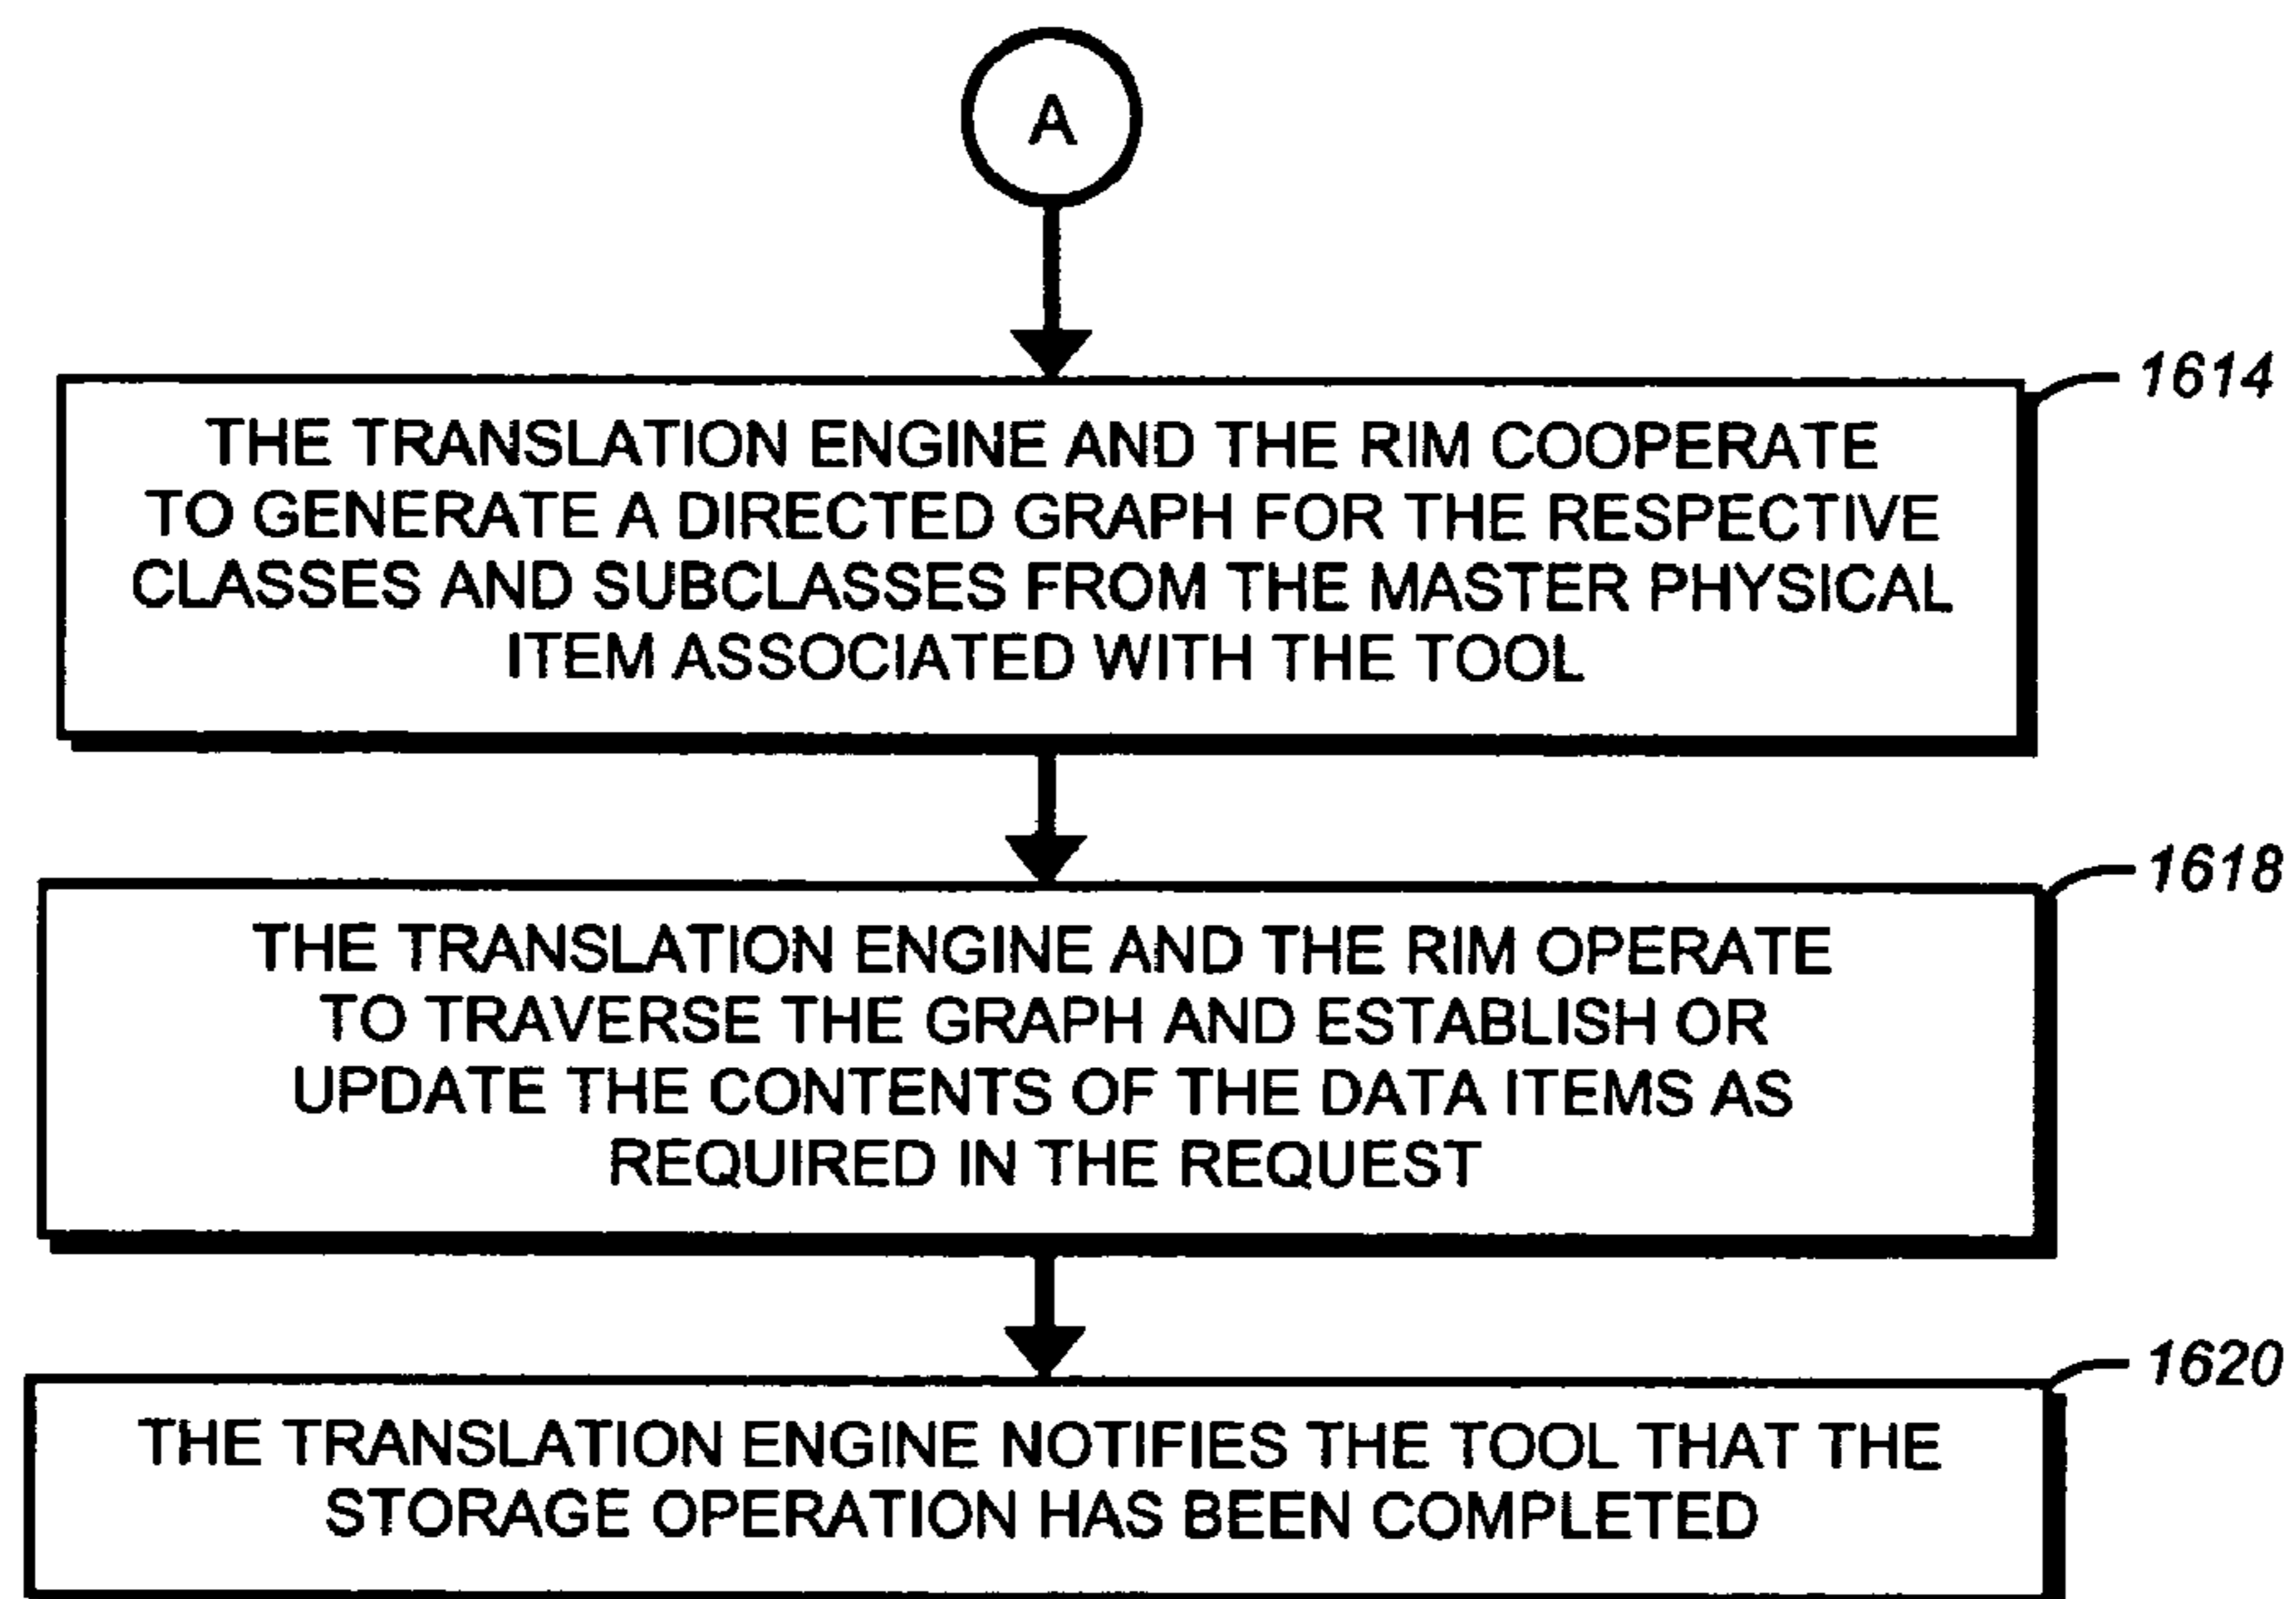 A
1614
THE TRANSLATION ENGINE AND THE RIM COOPERATE
TO GENERATE A DIRECTED GRAPH FOR THE RESPECTIVE
CLASSES AND SUBCLASSES FROM THE MASTER PHYSICAL
ITEM ASSOCIATED WITH THE TOOL
1618
THE TRANSLATION ENGINE AND THE RIM OPERATE
TO TRAVERSE THE GRAPH AND ESTABLISH OR
UPDATE THE CONTENTS OF THE DATA ITEMS AS
REQUIRED IN THE REQUEST
1620
THE TRANSLATION ENGINE NOTIFIES THE TOOL THAT THE
STORAGE OPERATION HAS BEEN COMPLETED